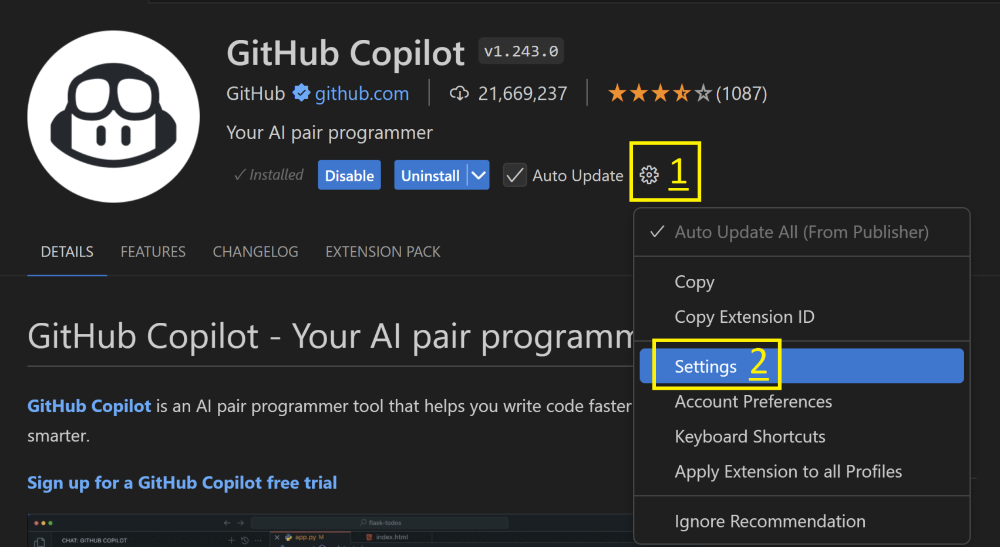 GitHub Copilot v1.243.0
GitHub github.com 21,669,237 (1087)
Your AI pair programmer
Installed Disable Uninstall Auto Update 1
Auto Update All (From Publisher)
Copy
Copy Extension ID
Settings 2
Account Preferences
Keyboard Shortcuts
Apply Extension to all Profiles
Ignore Recommendation
DETAILS FEATURES CHANGELOG EXTENSION PACK
GitHub Copilot - Your AI pair programm
GitHub Copilot is an AI pair programmer tool that helps you write code faster
smarter.
Sign up for a GitHub Copilot free trial
flask-todos
CHAT: GITHUB COPILOT app.py M index.html